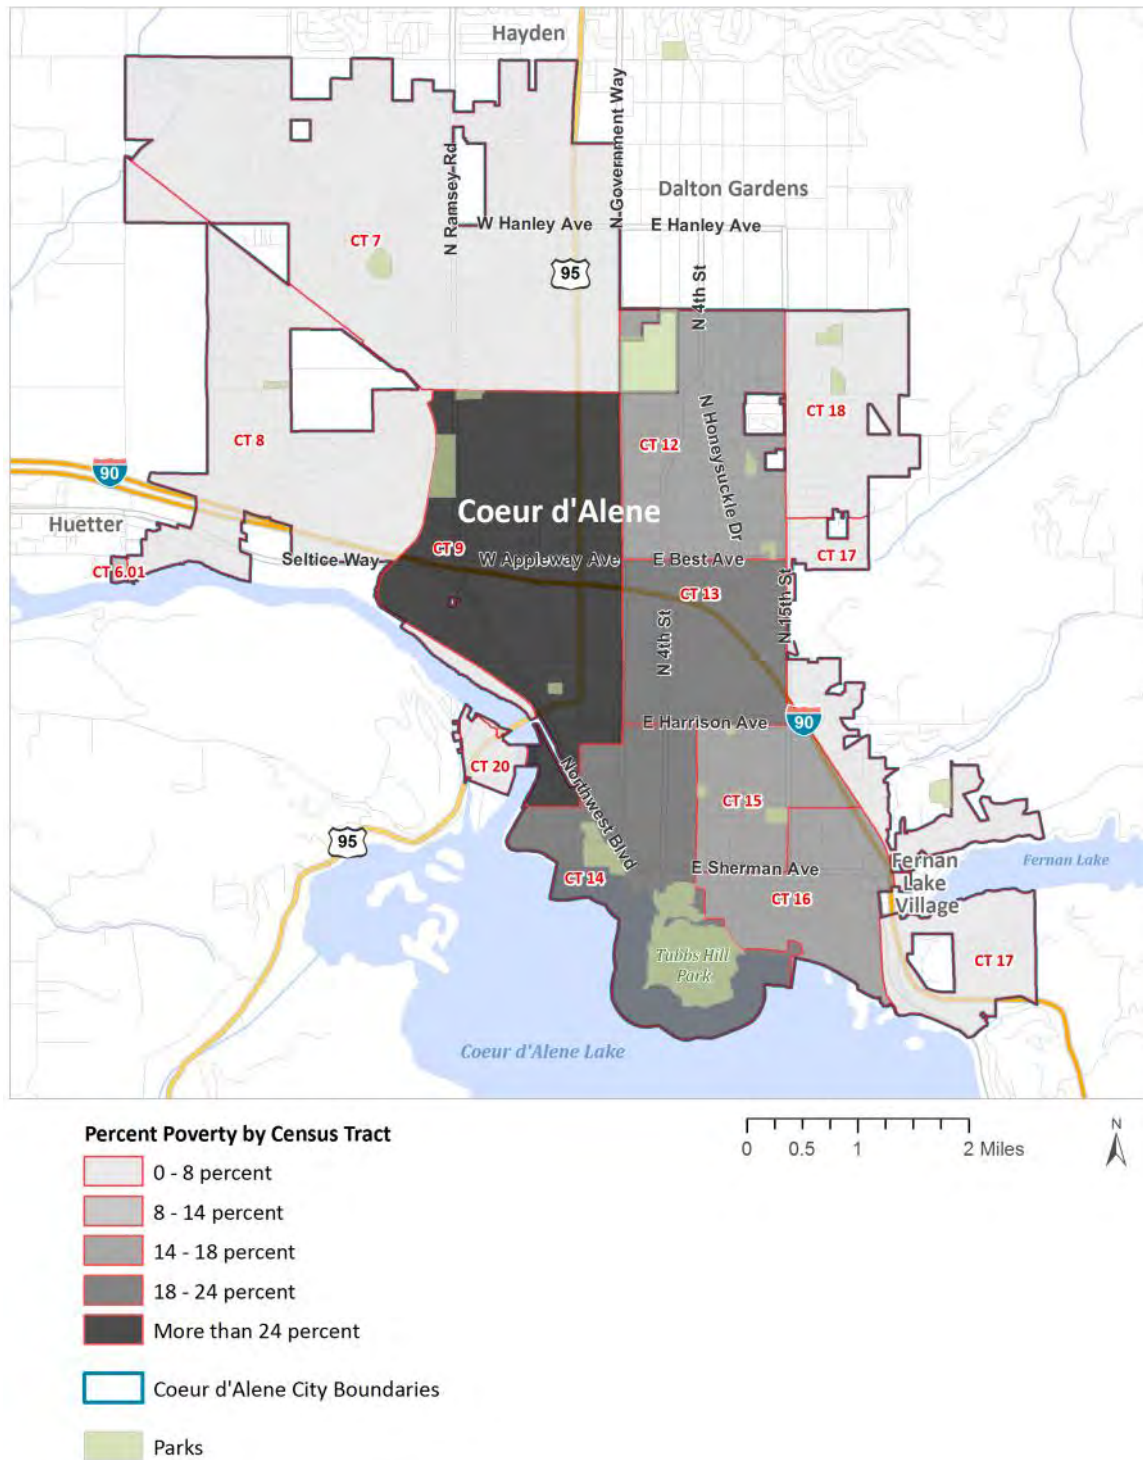 Hayden
N Government Way
N Ramsey Rd
Dalton Gardens
W Hanley Ave
E Hanley Ave
CT 7
95
N 4th St
CT 18
N Honeysuckle Dr
CT 12
CT 8
90
Coeur d'Alene
Huetter
CT 9
Seltice Way
W Appleway Ave
E Best Ave
CT 17
CT 6.01
CT 13
N 15th St
N 4th St
E Harrison Ave
90
CT 20
Northwest Blvd
CT 15
95
E Sherman Ave
Fernan
Lake
Village
Fernan Lake
CT 14
CT 16
Tubbs Hill
Park
CT 17
Coeur d'Alene Lake
Percent Poverty by Census Tract
0 - 8 percent
8 - 14 percent
14 - 18 percent
18 - 24 percent
More than 24 percent
Coeur d'Alene City Boundaries
Parks
0 0.5 1 2 Miles
N